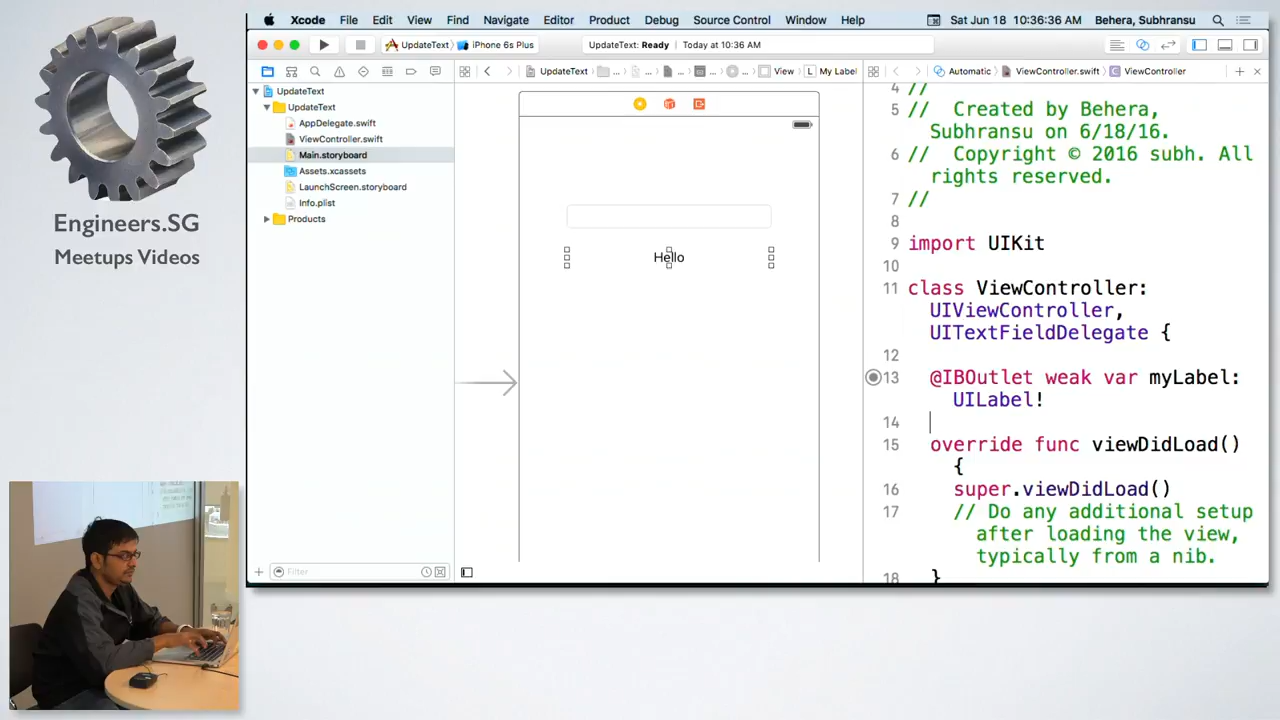 Engineers.SG
Meetups Videos
Xcode File Edit View Find Navigate Editor Product Debug Source Control Window Help Sat Jun 18 10:36:36 AM Behera, Subhransu
UpdateText iPhone 6s Plus UpdateText: Ready Today at 10:36 AM
UpdateText View L My Label Automatic ViewController.swift C ViewController
UpdateText
UpdateText
AppDelegate.swift
ViewController.swift
Main.storyboard
Assets.xcassets
LaunchScreen.storyboard
Info.plist
Products
Filter
Hello
4 //
5 // Created by Behera,
Subhransu on 6/18/16.
6 // Copyright © 2016 subh. All
rights reserved.
7 //
8
9 import UIKit
10
11 class ViewController:
UIViewController,
UITextFieldDelegate {
12
13 @IBOutlet weak var myLabel:
UILabel!
14
15 override func viewDidLoad()
{
16 super.viewDidLoad()
17 // Do any additional setup
after loading the view,
typically from a nib.
18 }